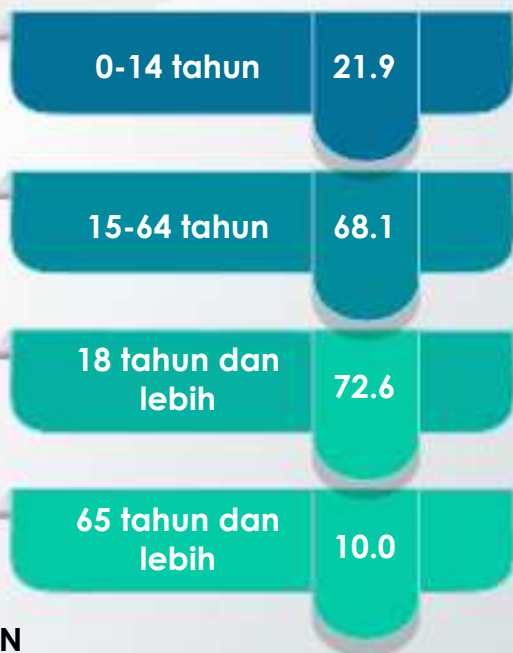 0-14 tahun 21.9
15-64 tahun 68.1
18 tahun dan
lebih 72.6
65 tahun dan
lebih 10.0
N